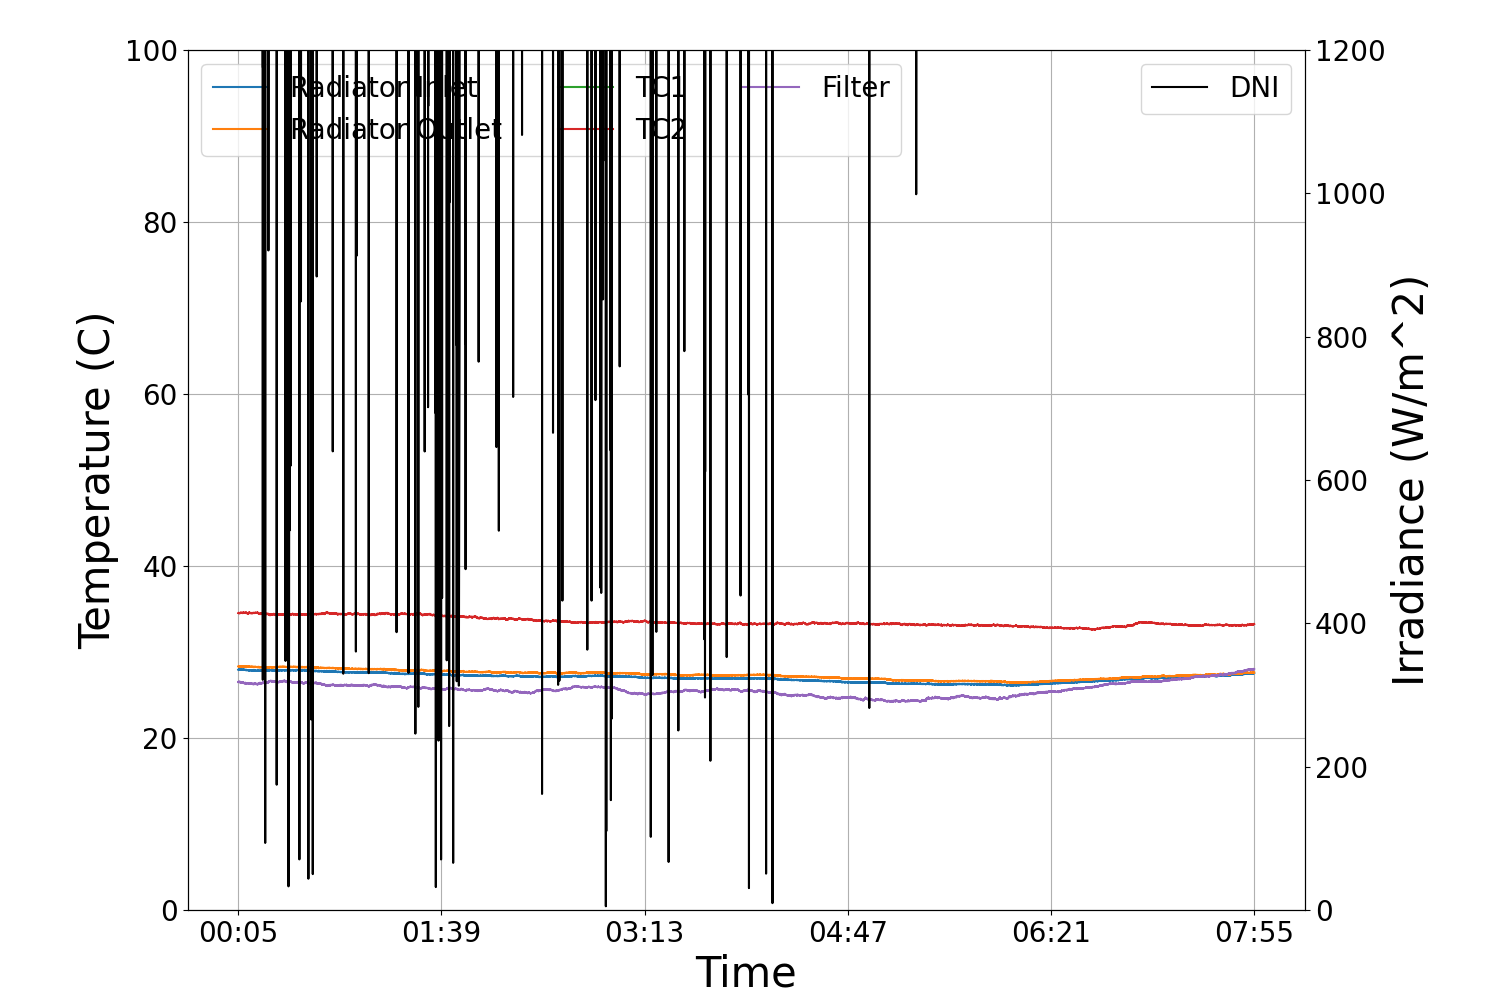 100
80
60
40
20
0
Temperature (C)
Radiator Inlet
Radiator Outlet
TC1
TC2
Filter
DNI
1200
1000
800
600
400
200
0
Irradiance (W/m^2)
00:05 01:39 03:13 04:47 06:21 07:55
Time